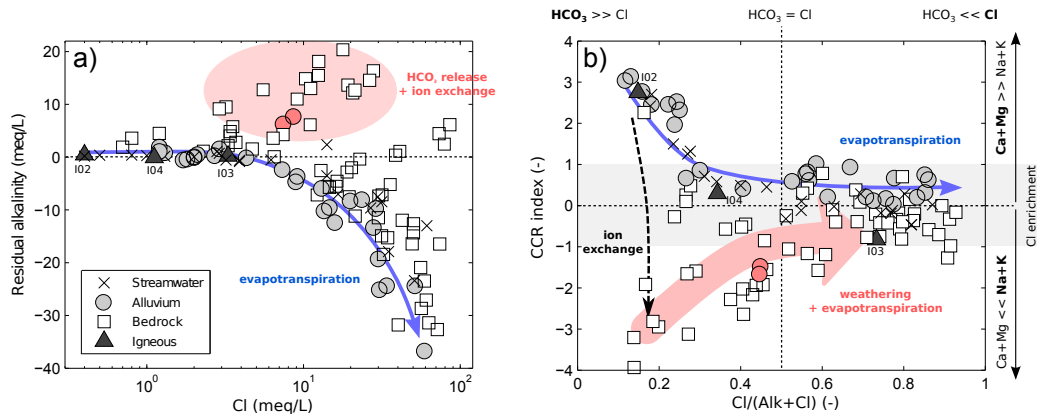 a)
Residual alkalinity (meq/L)
20
10
0
−10
−20
−30
−40
10⁰
10¹
10²
Cl (meq/L)
HCO₃ release
+ ion exchange
I02
I04
I03
evapotranspiration
Streamwater
Alluvium
Bedrock
Igneous
HCO₃ >> Cl
HCO₃ = Cl
HCO₃ << Cl
b)
CCR index (-)
4
3
2
1
0
−1
−2
−3
−4
0
0.2
0.4
0.6
0.8
1
Cl/(Alk+Cl) (-)
I02
I04
I03
evapotranspiration
ion
exchange
weathering
+ evapotranspiration
Ca+Mg >> Na+K
Cl enrichment
Ca+Mg << Na+K